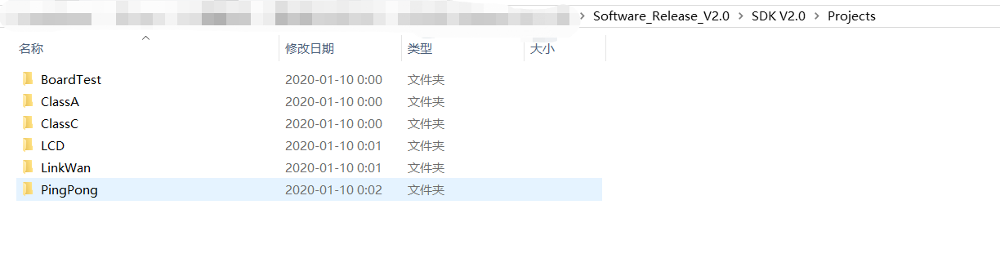 Software_Release_V2.0 > SDK V2.0 > Projects
名称 修改日期 类型 大小
BoardTest 2020-01-10 0:00 文件夹
ClassA 2020-01-10 0:00 文件夹
ClassC 2020-01-10 0:00 文件夹
LCD 2020-01-10 0:01 文件夹
LinkWan 2020-01-10 0:01 文件夹
PingPong 2020-01-10 0:02 文件夹